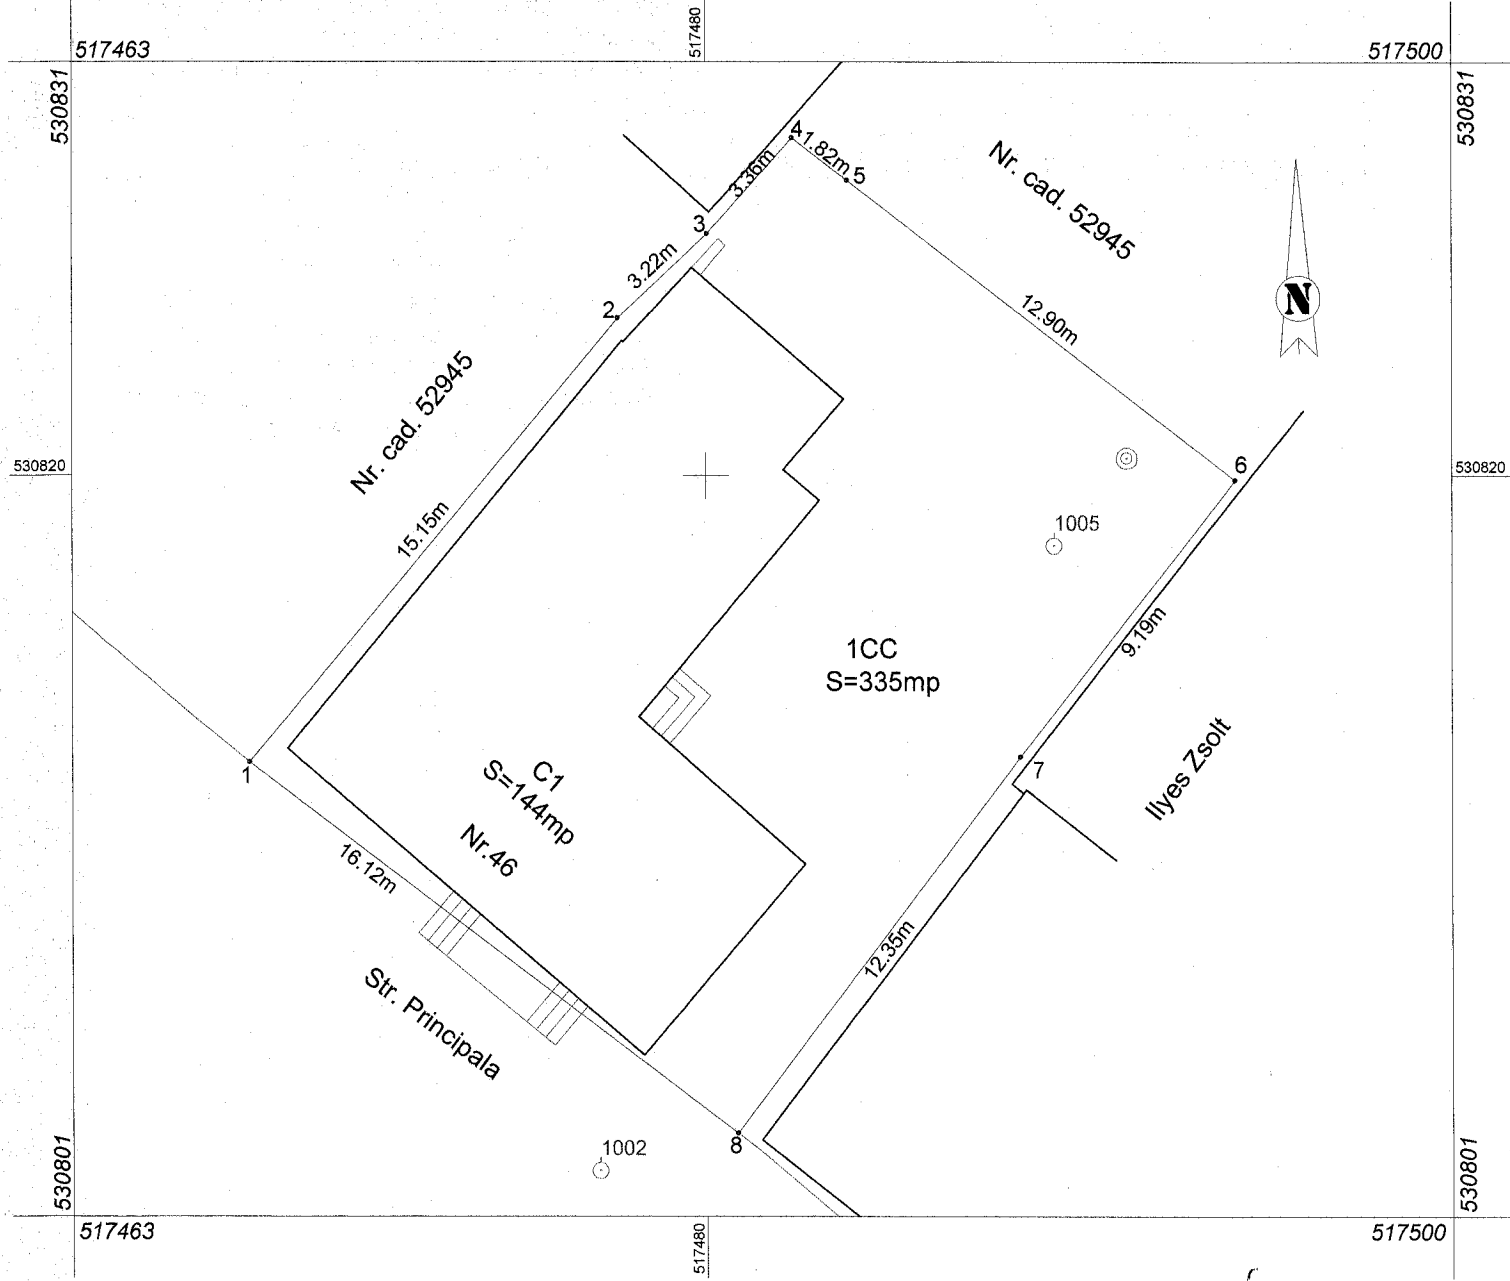 517480
517463
517500
530831
530831
4
1.82m
5
3.36m
Nr. cad. 52945
3
3.22m
2
N
12.90m
Nr. cad. 52945
530820
530820
6
1005
15.15m
9.19m
1CC
S=335mp
1
7
Ilyes Zsolt
C1
S=144mp
Nr.46
16.12m
12.35m
Str. Principala
8
1002
530801
530801
517463
517480
517500